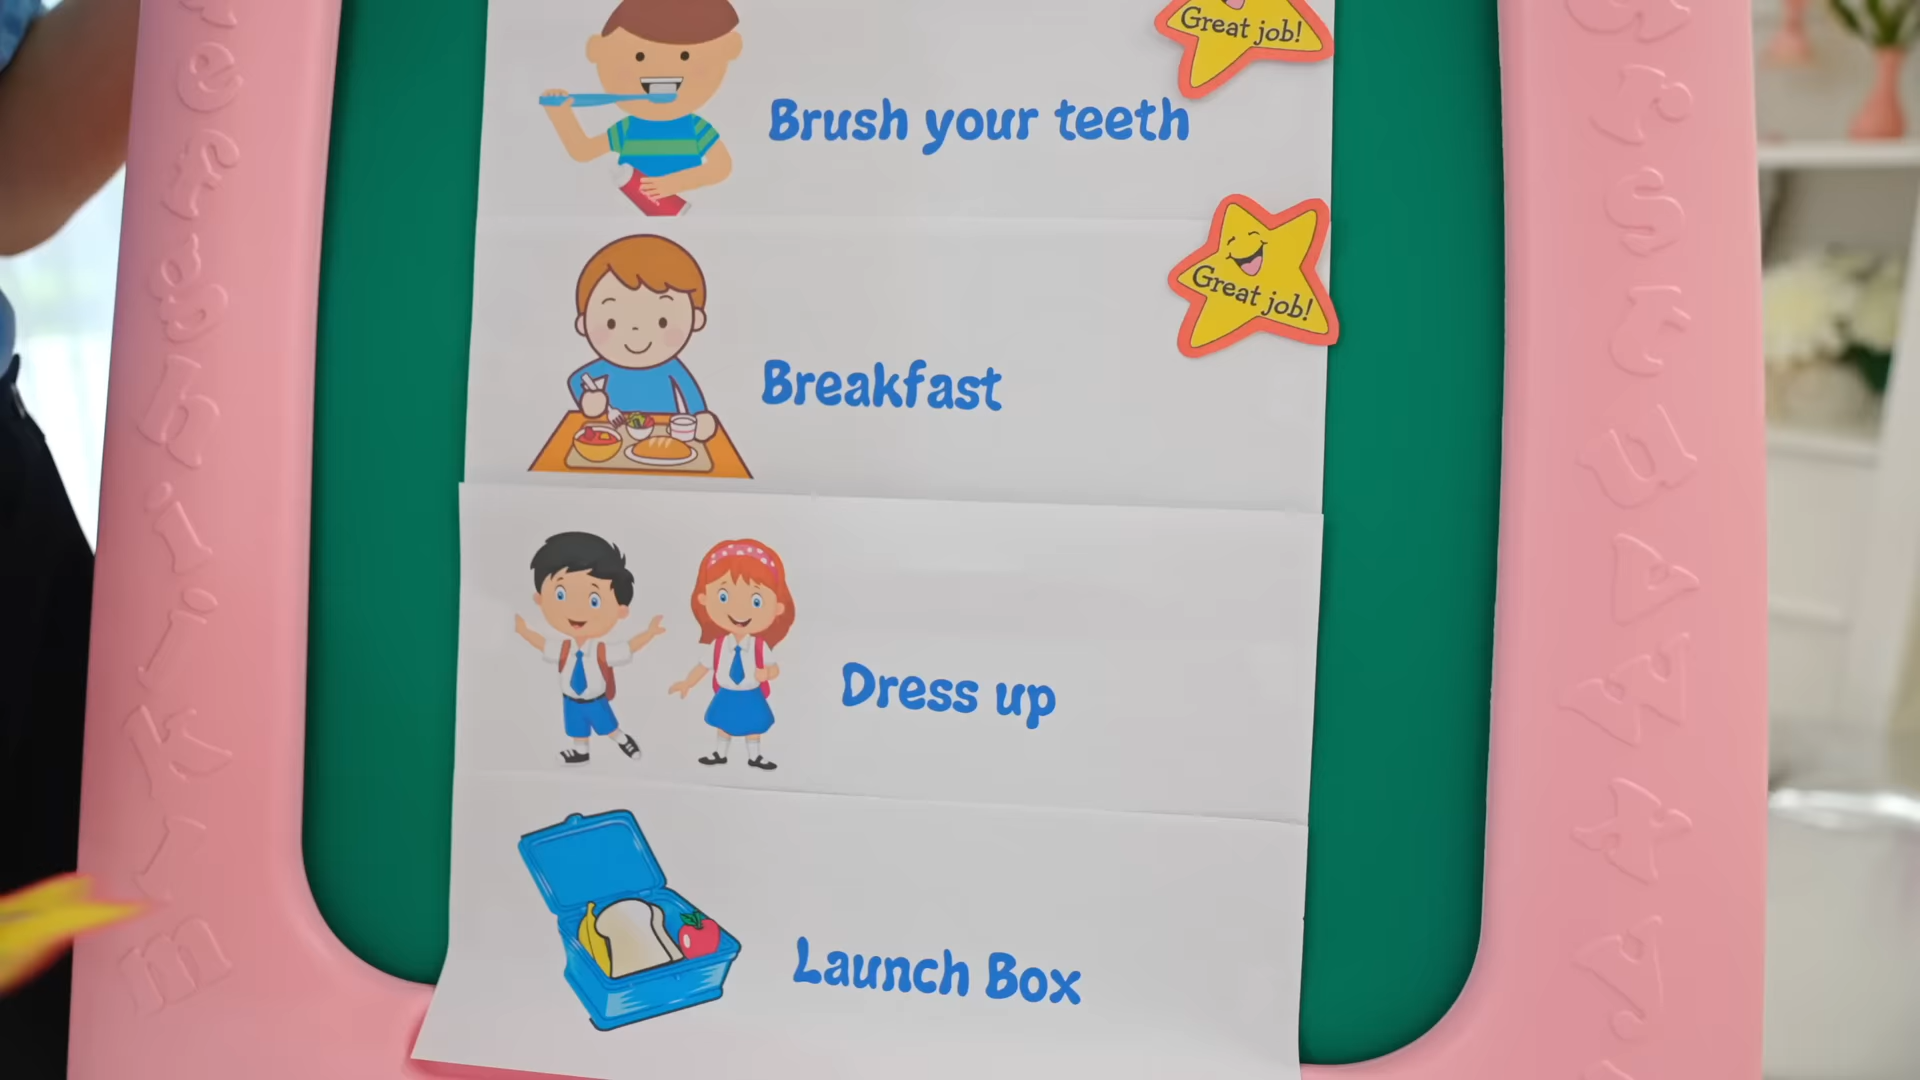 Great job!
Brush your teeth
Great job!
Breakfast
Dress up
Launch Box